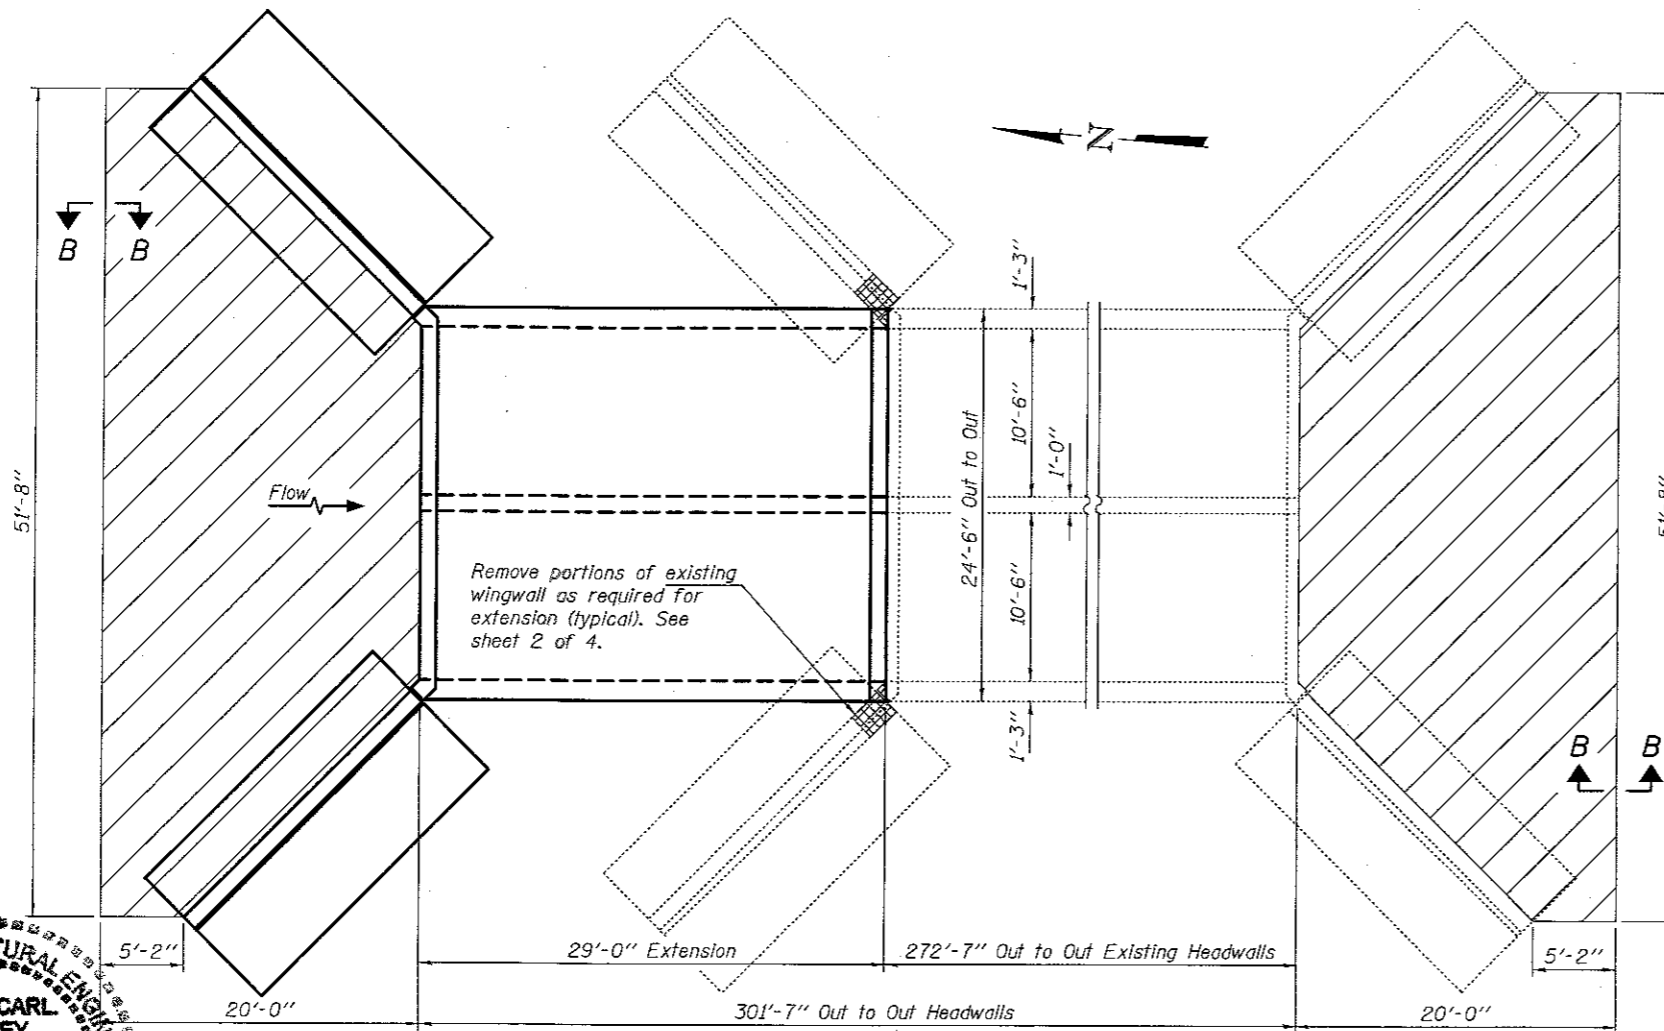 N
B
B
1'-3"
10'-6"
1'-0"
24'-6" Out to Out
10'-6"
1'-3"
51'-8"
51'-8"
Flow
Remove portions of existing
wingwall as required for
extension (typical). See
sheet 2 of 4.
B
B
5'-2"
29'-0" Extension
272'-7" Out to Out Existing Headwalls
5'-2"
20'-0"
301'-7" Out to Out Headwalls
20'-0"
CARL